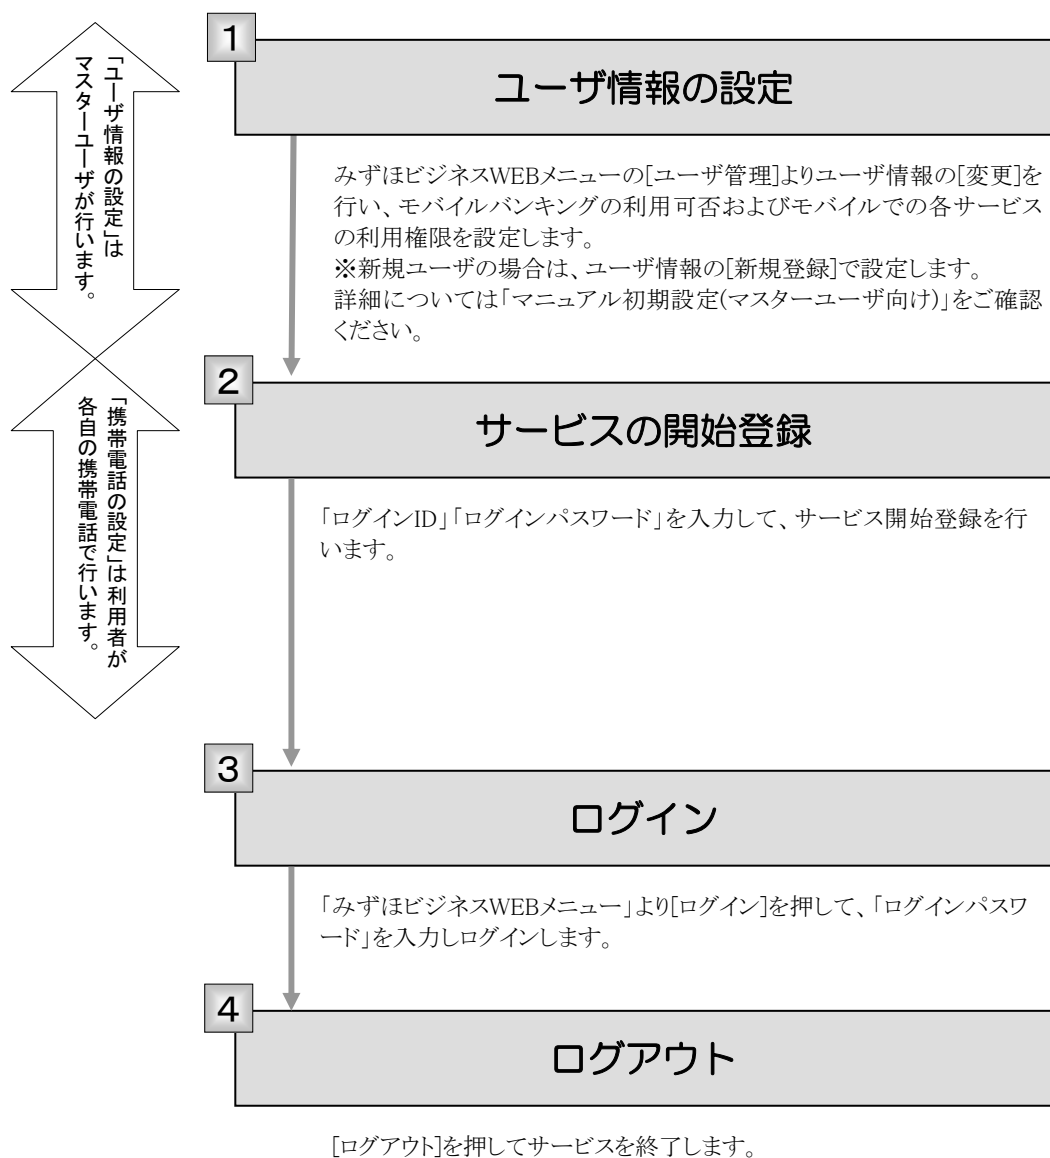 「ユーザ情報の設定」は
マスターユーザが行います。
1
ユーザ情報の設定
みずほビジネスWEBメニューの[ユーザ管理]よりユーザ情報の[変更]を
行い、モバイルバンキングの利用可否およびモバイルでの各サービス
の利用権限を設定します。
※新規ユーザの場合は、ユーザ情報の[新規登録]で設定します。
詳細については「マニュアル初期設定(マスターユーザ向け)」をご確認
ください。
「携帯電話の設定」は利用者が
各自の携帯電話で行います。
2
サービスの開始登録
「ログインID」「ログインパスワード」を入力して、サービス開始登録を行
います。
3
ログイン
「みずほビジネスWEBメニュー」より[ログイン]を押して、「ログインパスワ
ード」を入力しログインします。
4
ログアウト
[ログアウト]を押してサービスを終了します。